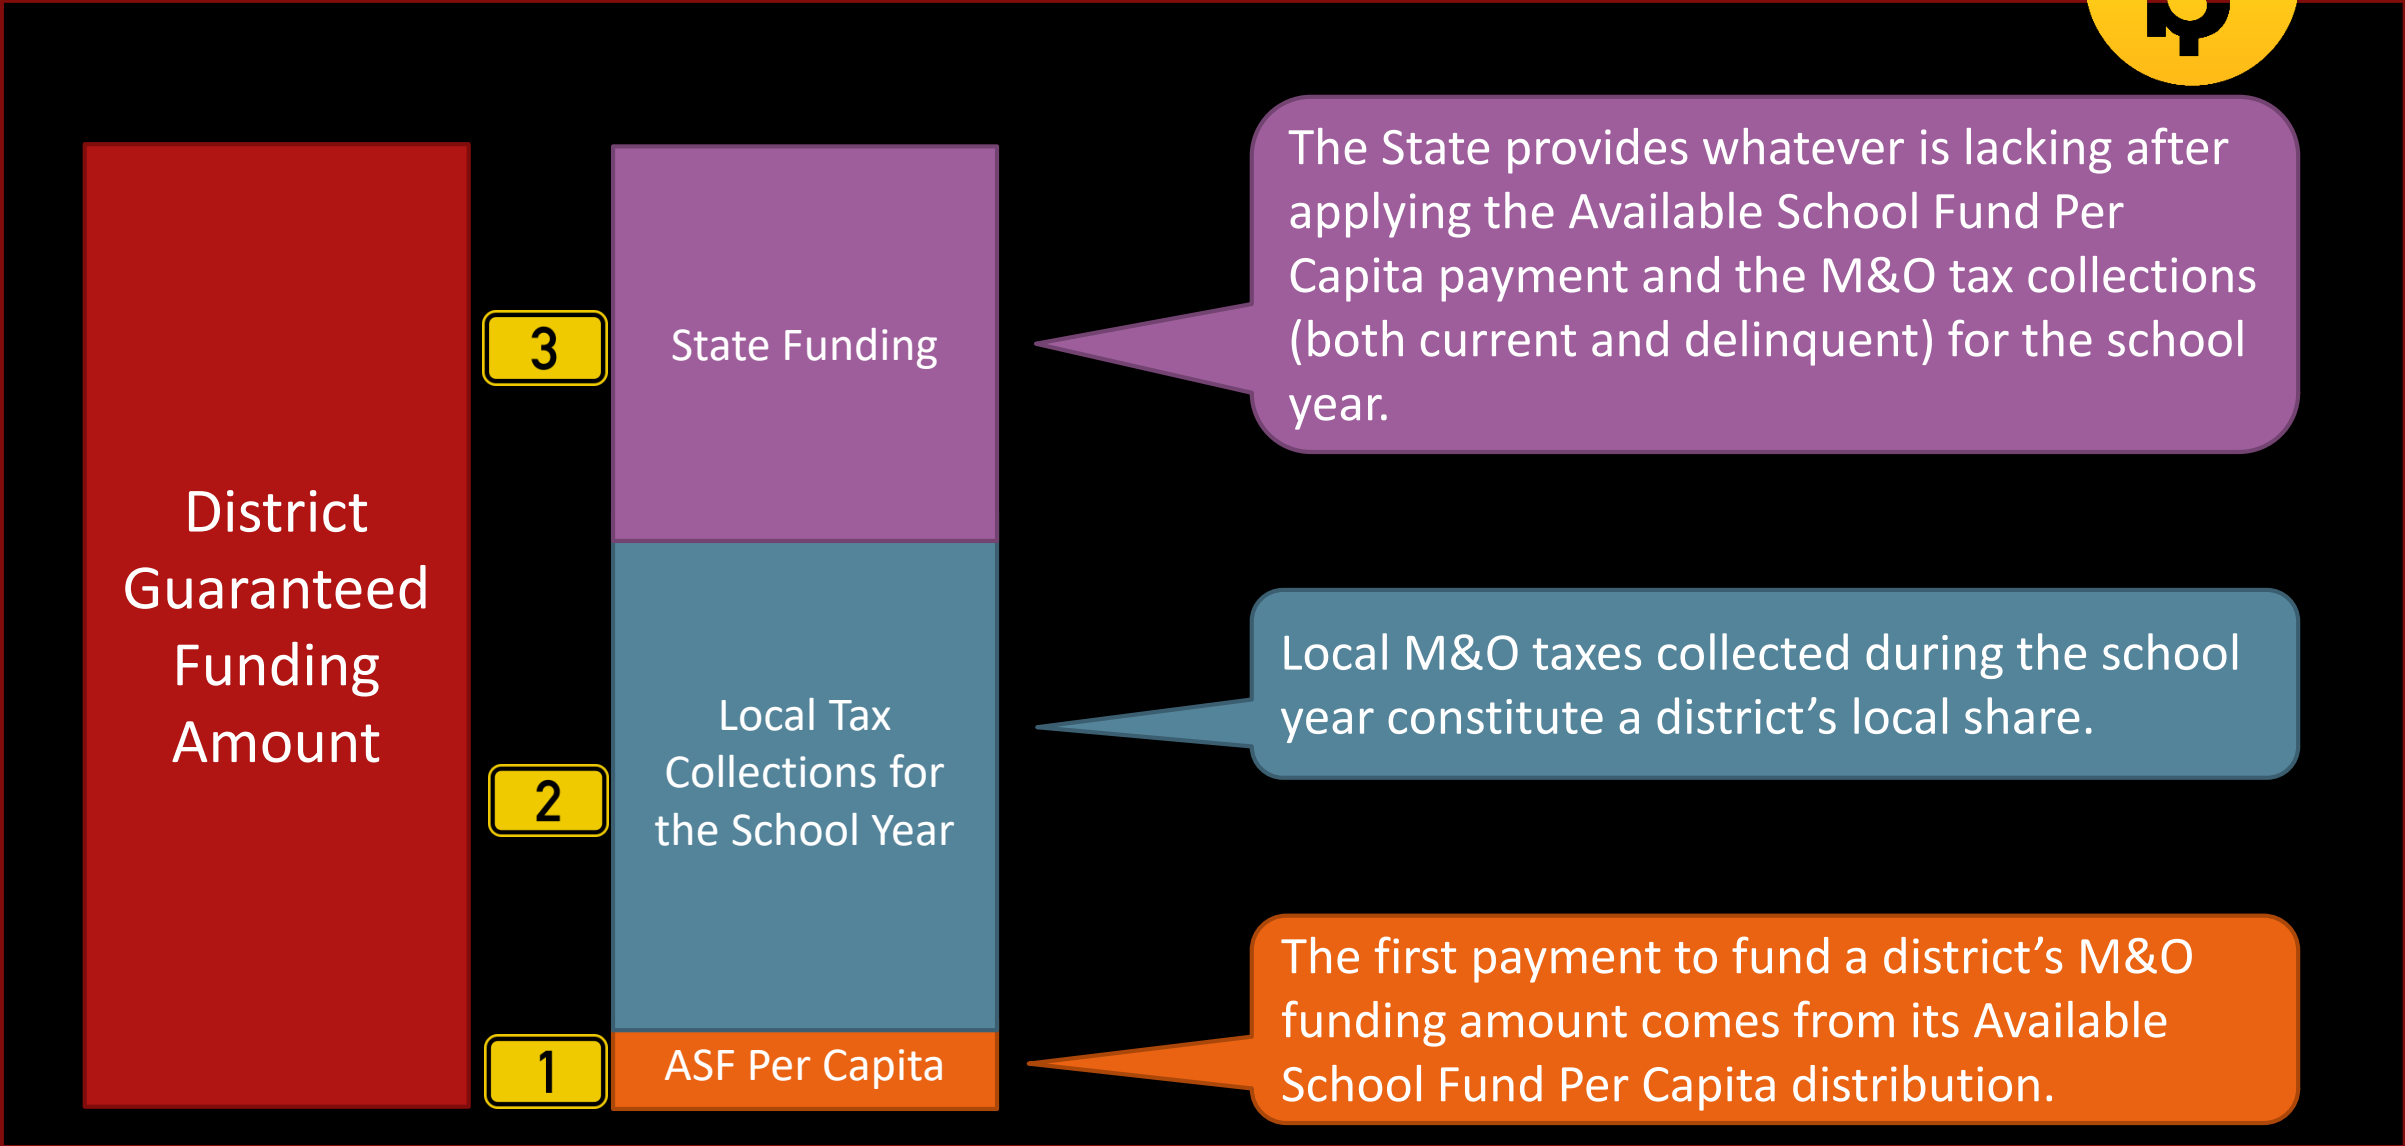 District
Guaranteed
Funding
Amount
3
State Funding
The State provides whatever is lacking after
applying the Available School Fund Per
Capita payment and the M&O tax collections
(both current and delinquent) for the school
year.
2
Local Tax
Collections for
the School Year
Local M&O taxes collected during the school
year constitute a district’s local share.
1
ASF Per Capita
The first payment to fund a district’s M&O
funding amount comes from its Available
School Fund Per Capita distribution.